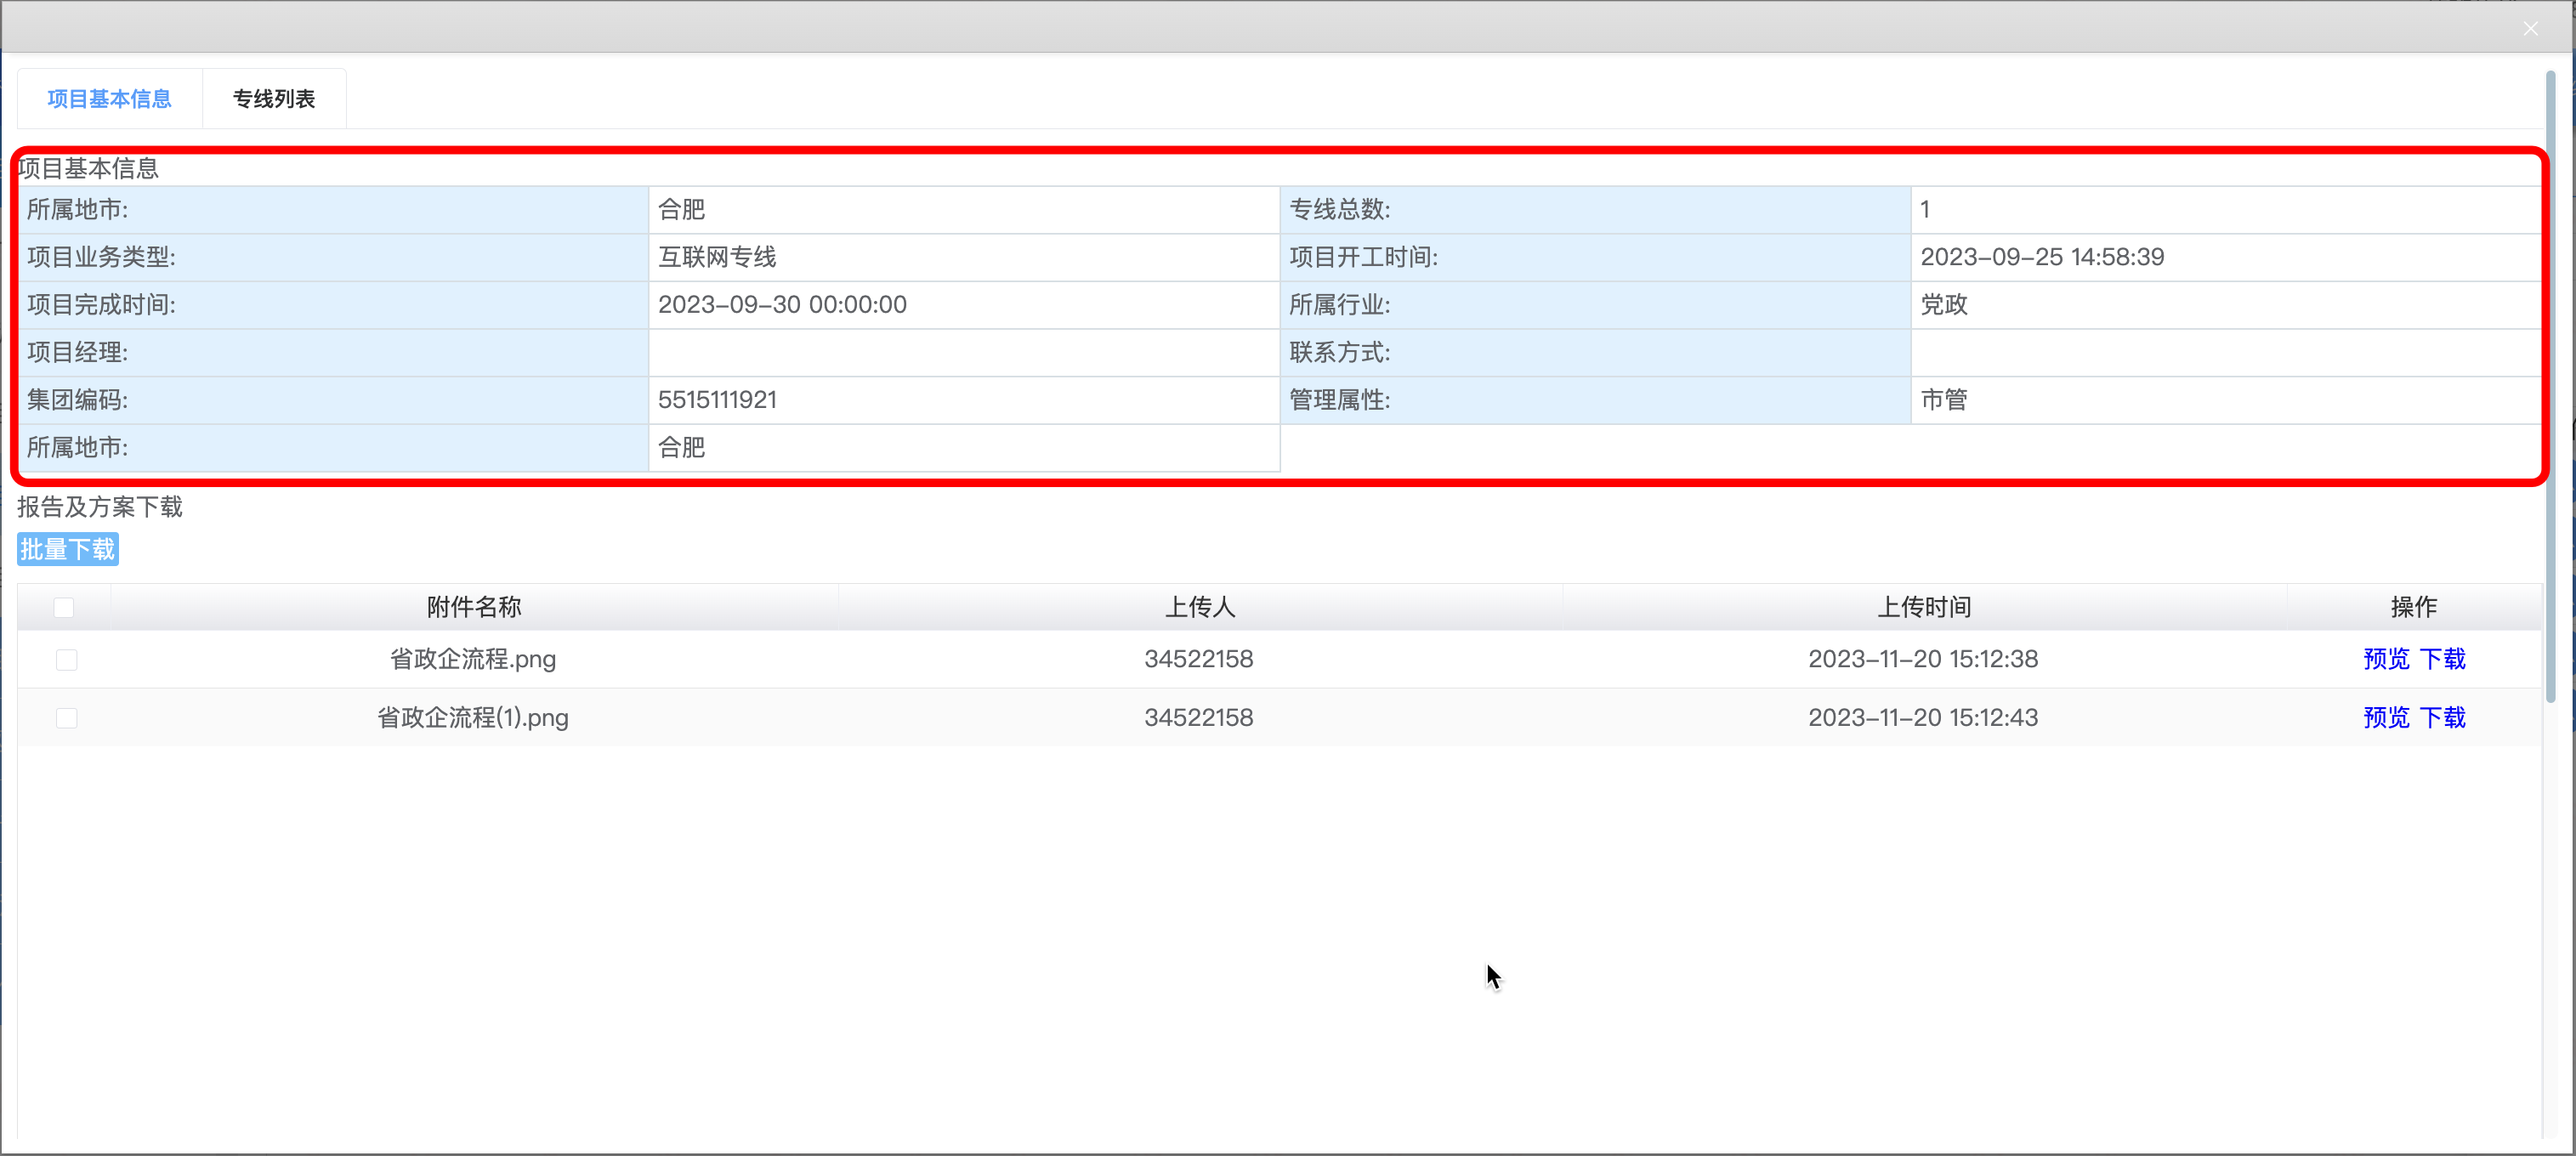 项目基本信息 专线列表
项目基本信息
所属地市: 合肥 专线总数: 1
项目业务类型: 互联网专线 项目开工时间: 2023-09-25 14:58:39
项目完成时间: 2023-09-30 00:00:00 所属行业: 党政
项目经理: 联系方式:
集团编码: 5515111921 管理属性: 市管
所属地市: 合肥
报告及方案下载
批量下载
附件名称 上传人 上传时间 操作
省政企流程.png 34522158 2023-11-20 15:12:38 预览 下载
省政企流程(1).png 34522158 2023-11-20 15:12:43 预览 下载